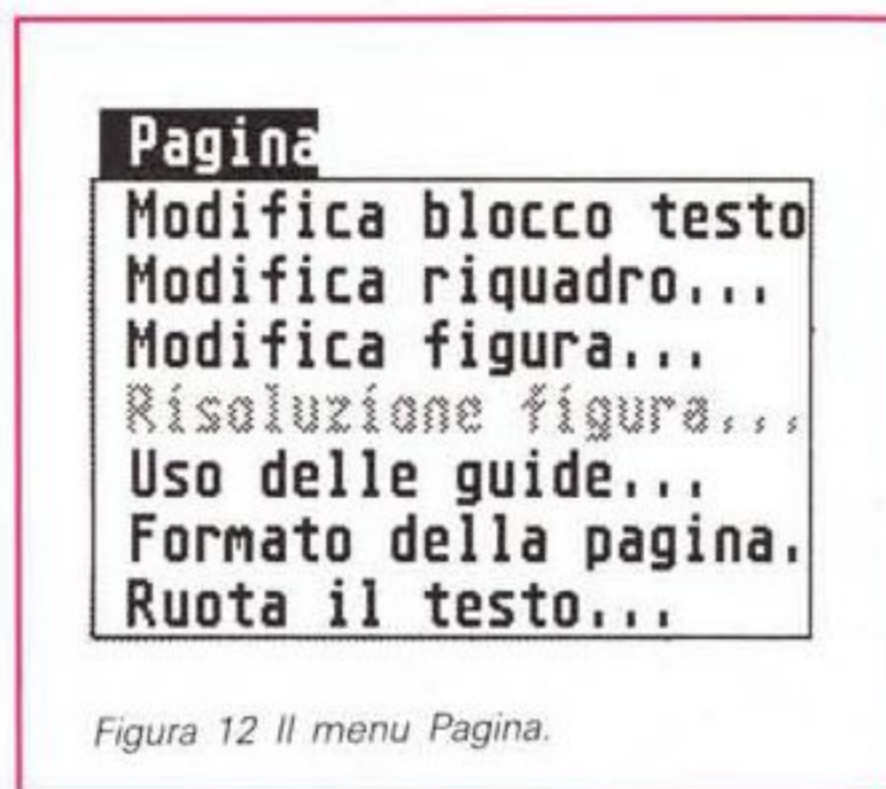 Pagina
Modifica blocco testo
Modifica riquadro...
Modifica figura...
Risoluzione figura...
Uso delle guide...
Formato della pagina.
Ruota il testo...
Figura 12 Il menu Pagina.